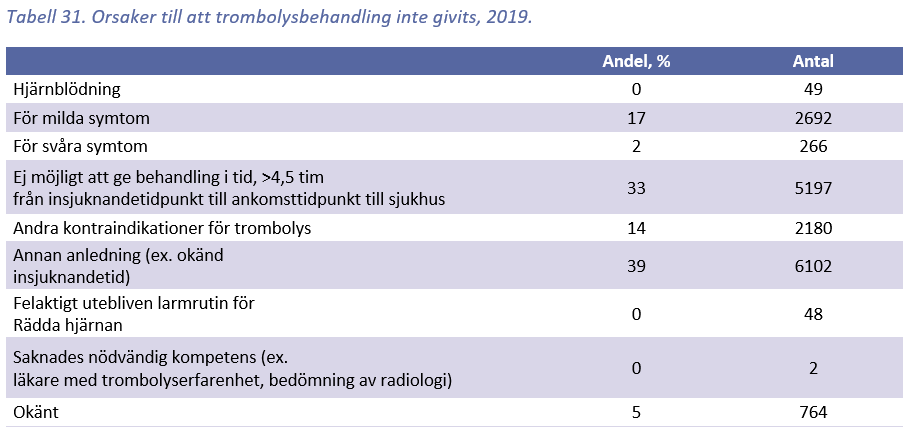 Tabell 31. Orsaker till att trombolysbehandling inte givits, 2019.
Andel, % Antal
Hjärnblödning 0 49
För milda symtom 17 2692
För svåra symtom 2 266
Ej möjligt att ge behandling i tid, >4,5 tim
från insjuknandetidpunkt till ankomsttidpunkt till sjukhus 33 5197
Andra kontraindikationer för trombolys 14 2180
Annan anledning (ex. okänd
insjuknandetid) 39 6102
Felaktigt utebliven larmrutin för
Rädda hjärnan 0 48
Saknades nödvändig kompetens (ex.
läkare med trombolyserfarenhet, bedömning av radiologi) 0 2
Okänt 5 764